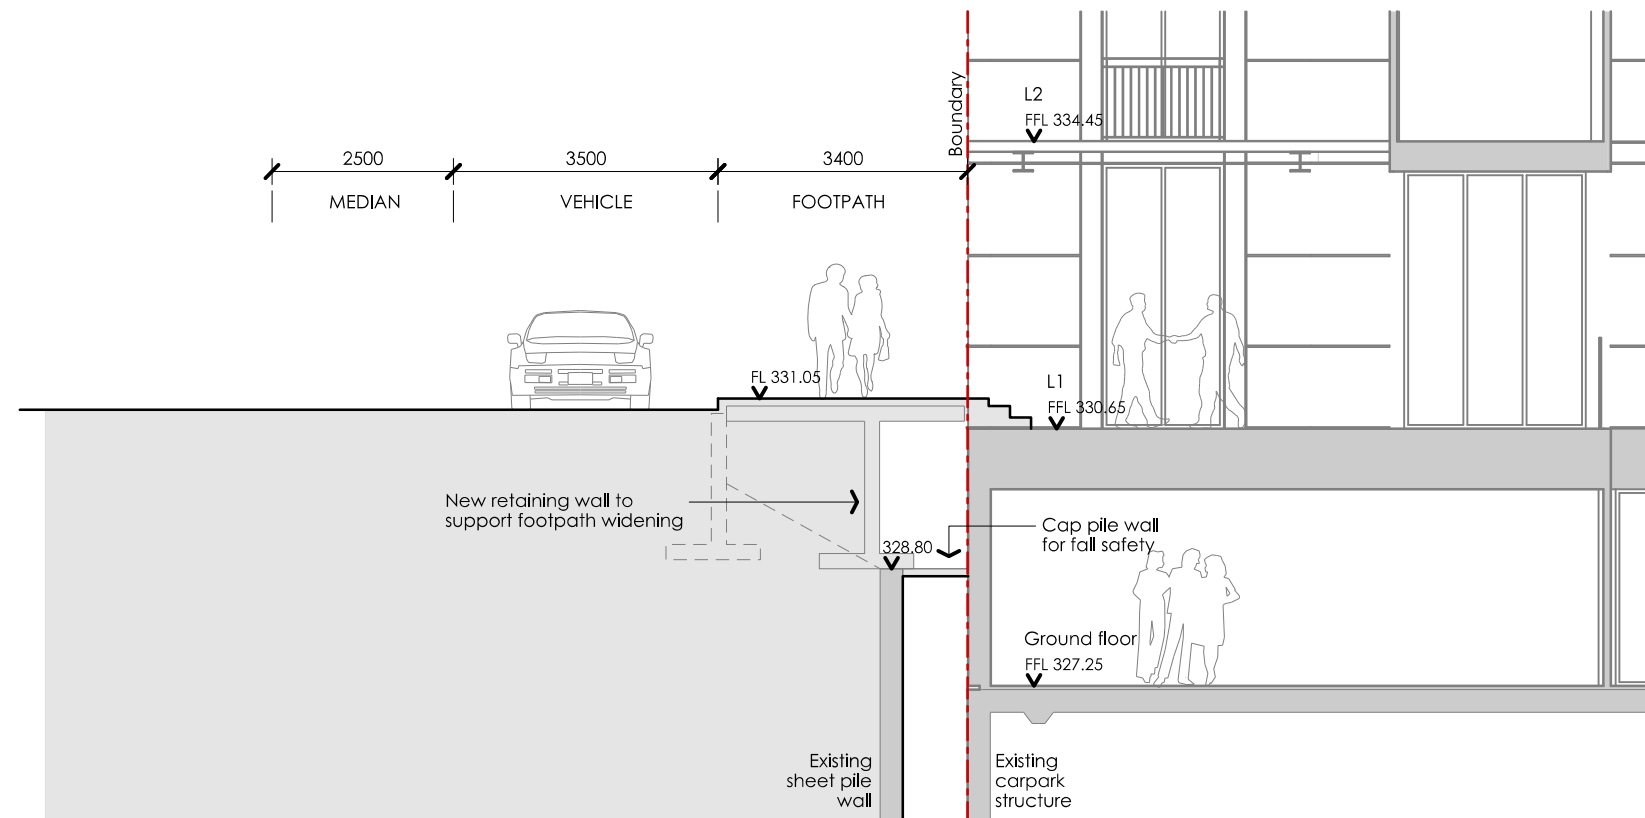 Boundary
L2
FFL 334.45
2500
3500
3400
MEDIAN
VEHICLE
FOOTPATH
FL 331.05
L1
FFL 330.65
New retaining wall to
support footpath widening
328.80
Cap pile wall
for fall safety
Ground floor
FFL 327.25
Existing
sheet pile
wall
Existing
carpark
structure